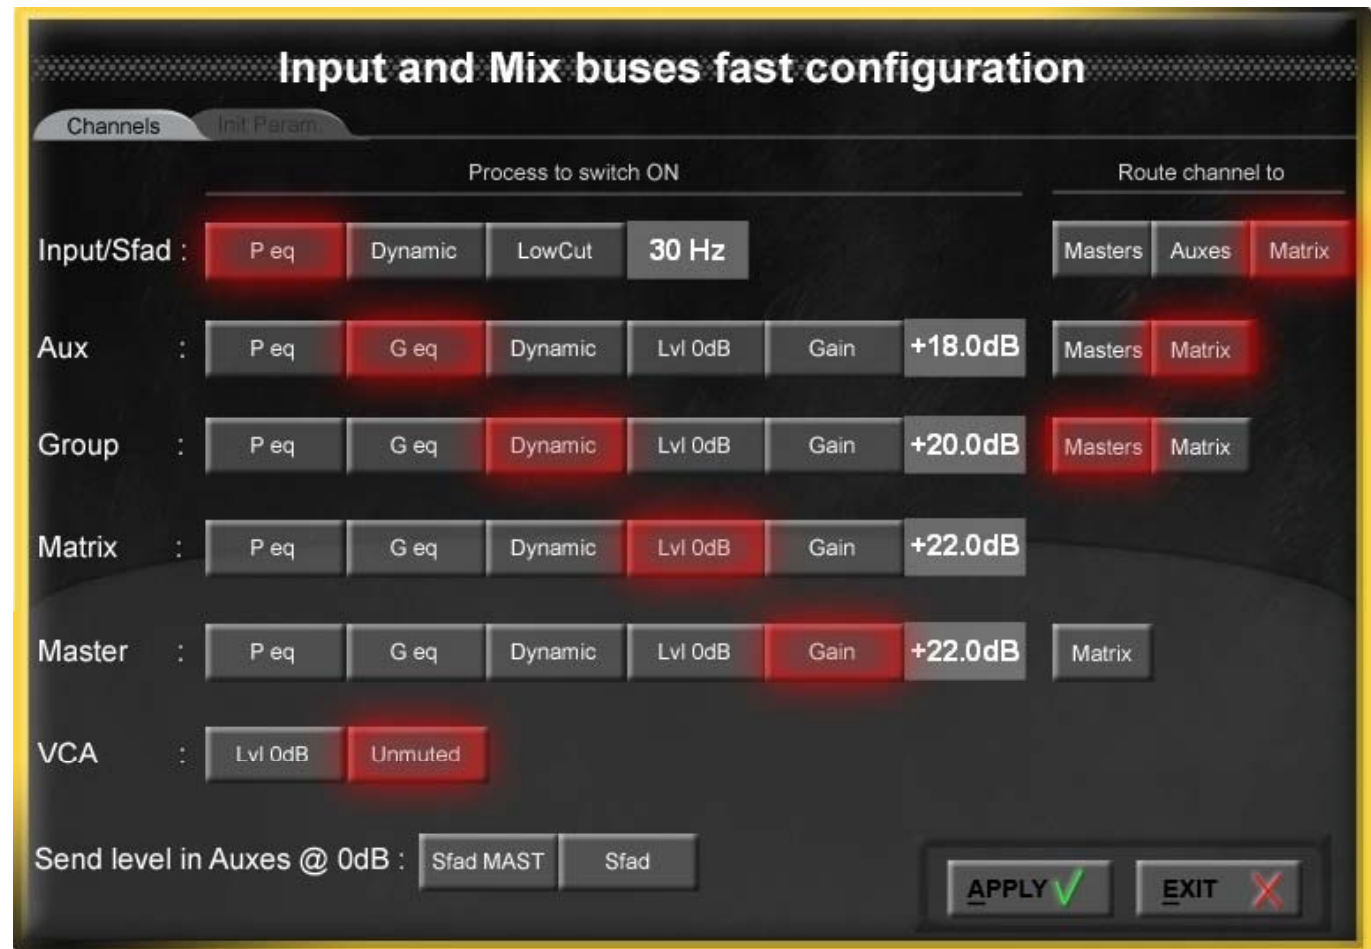 Input and Mix buses fast configuration
Channels Init Param.
Process to switch ON Route channel to
Input/Sfad : P eq Dynamic LowCut 30 Hz Masters Auxes Matrix
Aux : P eq G eq Dynamic Lvl 0dB Gain +18.0dB Masters Matrix
Group : P eq G eq Dynamic Lvl 0dB Gain +20.0dB Masters Matrix
Matrix : P eq G eq Dynamic Lvl 0dB Gain +22.0dB
Master : P eq G eq Dynamic Lvl 0dB Gain +22.0dB Matrix
VCA : Lvl 0dB Unmuted
Send level in Auxes @ 0dB : Sfad MAST Sfad
APPLY EXIT